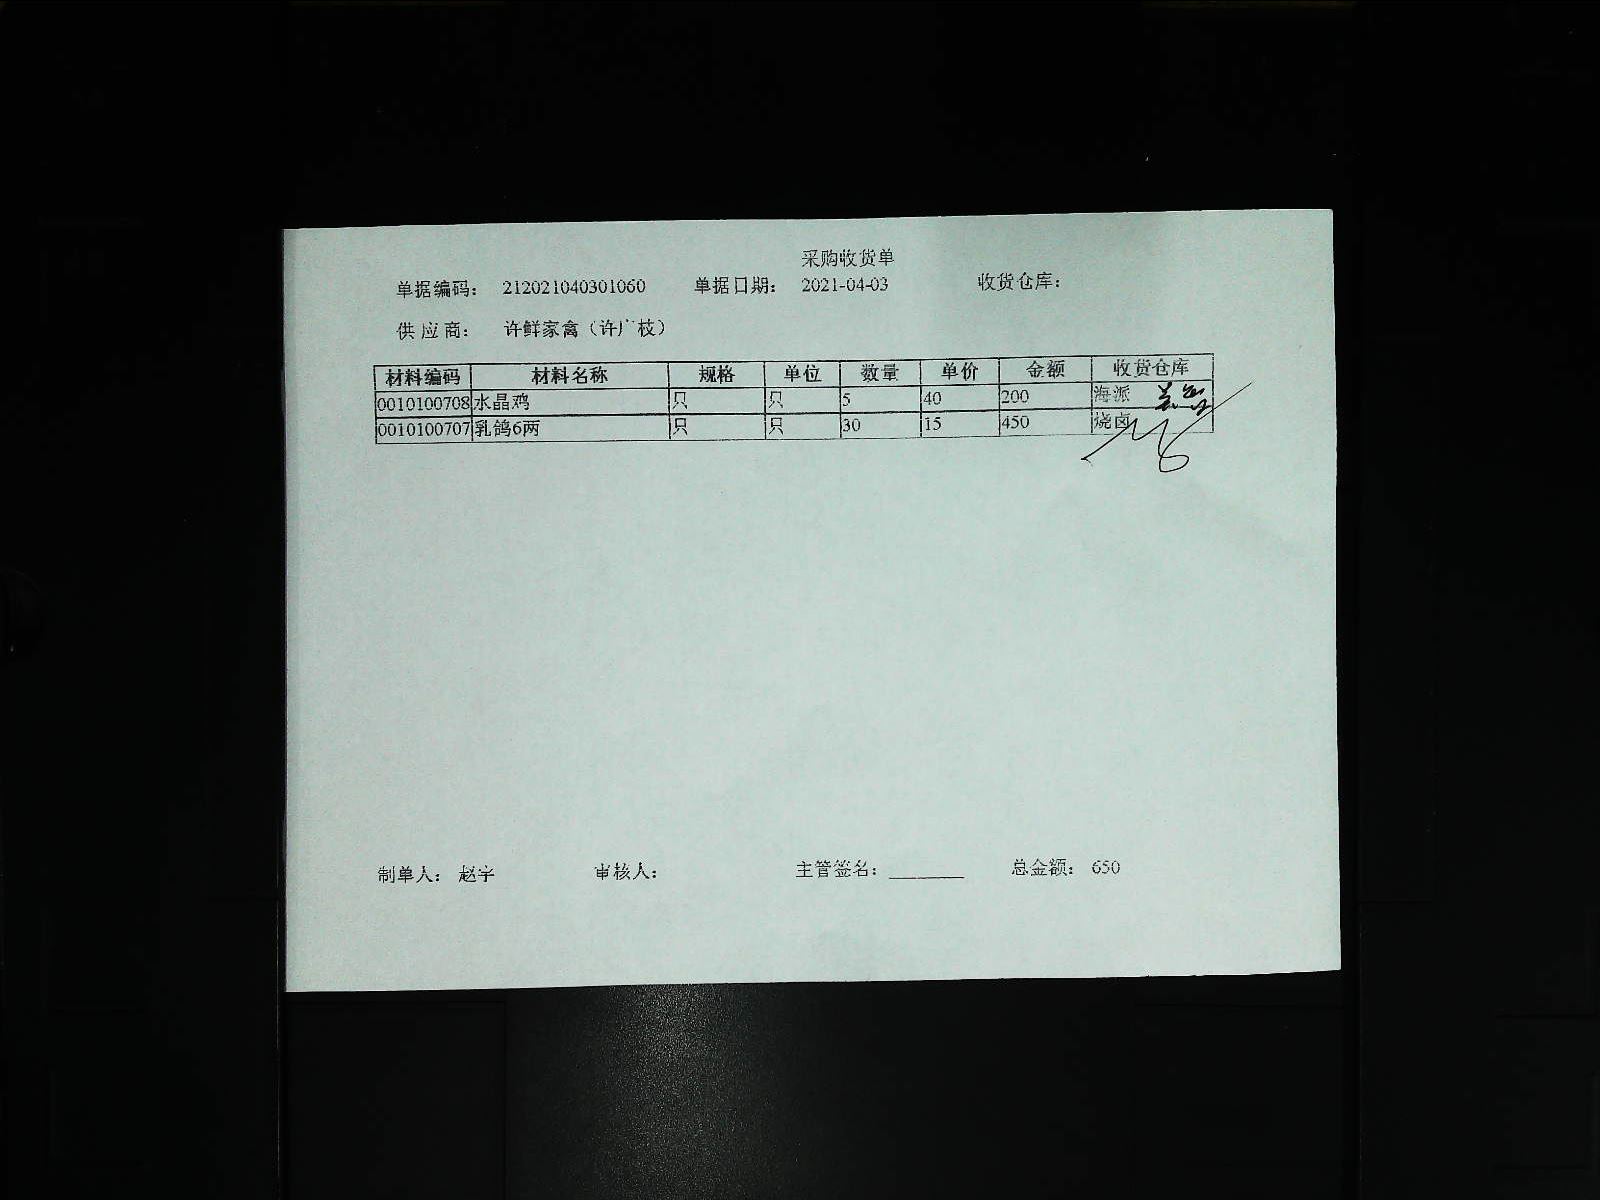 采购收货单
单据编码： 212021040301060 单据日期： 2021-04-03 收货仓库：
供应商： 许鲜家禽（许广枝）
材料编码 材料名称 规格 单位 数量 单价 金额 收货仓库
0010100708 水晶鸡 只 只 5 40 200 海派
0010100707 乳鸽6两 只 只 30 15 450 烧卤
制单人： 赵宇 审核人： 主管签名： 总金额： 650